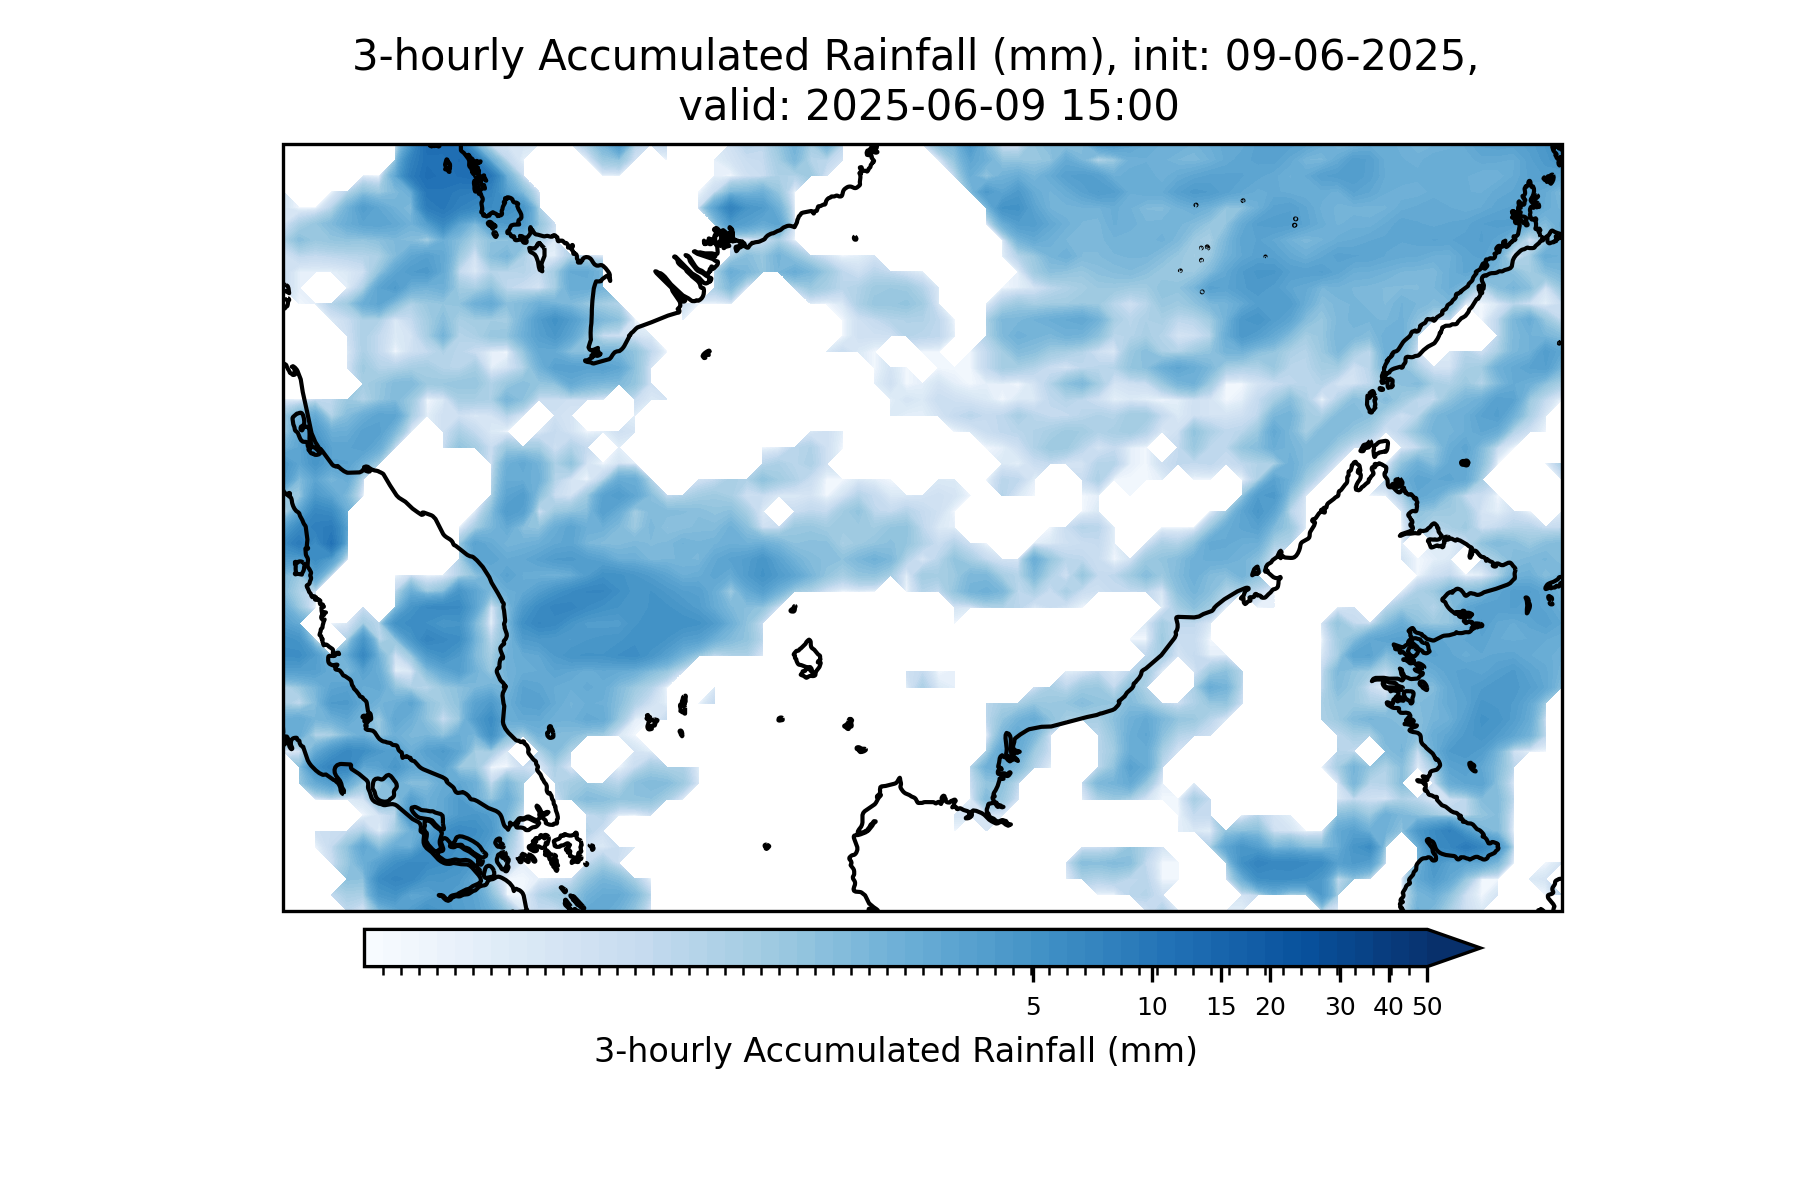 3-hourly Accumulated Rainfall (mm), init: 09-06-2025,
valid: 2025-06-09 15:00
5 10 15 20 30 40 50
3-hourly Accumulated Rainfall (mm)